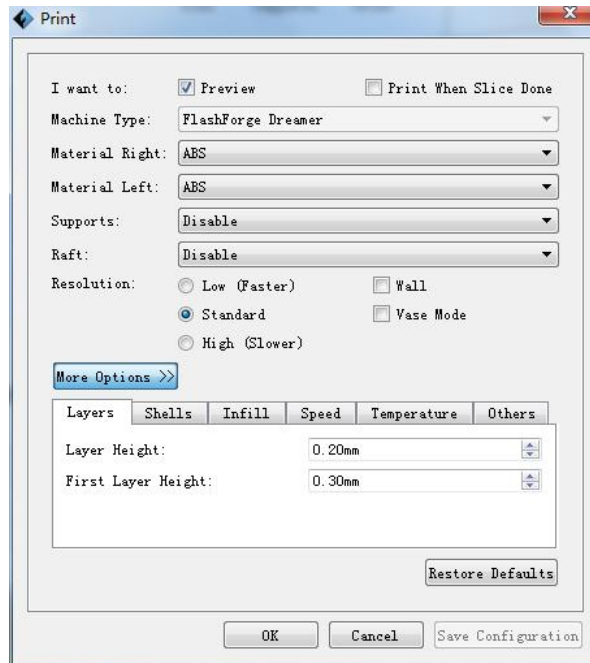 Print
I want to: Preview Print When Slice Done
Machine Type: FlashForge Dreamer
Material Right: ABS
Material Left: ABS
Supports: Disable
Raft: Disable
Resolution: Low (Faster) Wall
Standard Vase Mode
High (Slower)
More Options >>
Layers Shells Infill Speed Temperature Others
Layer Height: 0.20mm
First Layer Height: 0.30mm
Restore Defaults
OK Cancel Save Configuration